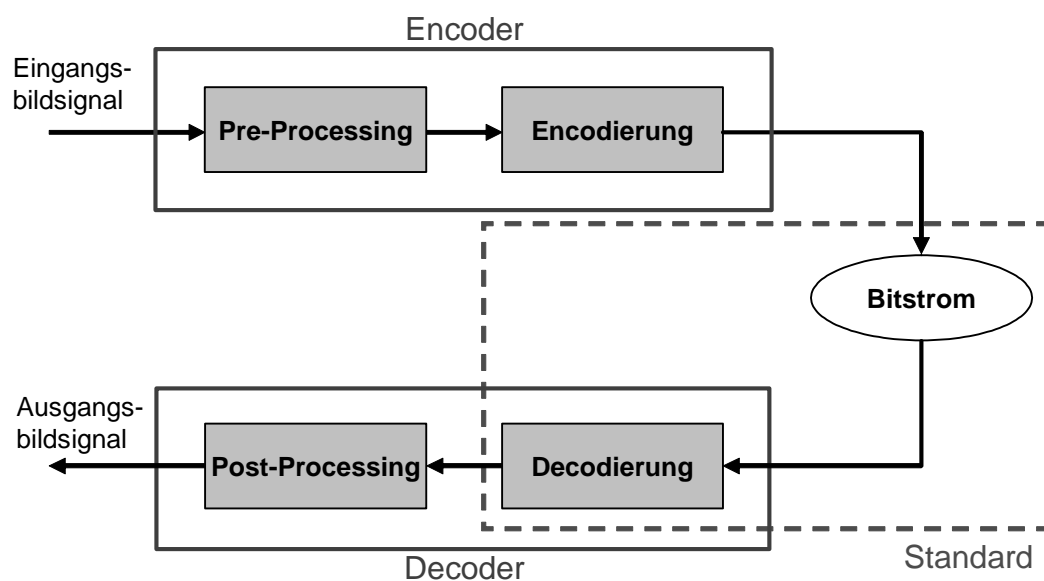 Encoder
Eingangs-
bildsignal
Pre-Processing
Encodierung
Bitstrom
Ausgangs-
bildsignal
Post-Processing
Decodierung
Decoder
Standard